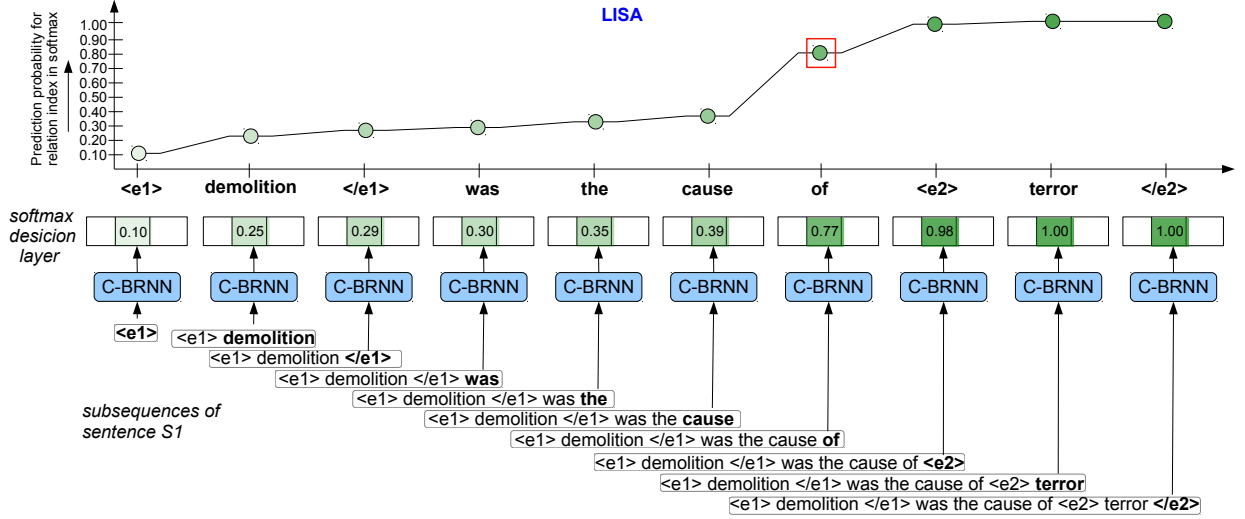 LISA
Prediction probability for
relation index in softmax
1.00
0.90
0.80
0.70
0.60
0.50
0.40
0.30
0.20
0.10
<e1> demolition </e1> was the cause of <e2> terror </e2>
softmax
desicion
layer
0.10 0.25 0.29 0.30 0.35 0.39 0.77 0.98 1.00 1.00
C-BRNN C-BRNN C-BRNN C-BRNN C-BRNN C-BRNN C-BRNN C-BRNN C-BRNN C-BRNN
<e1>
<e1> demolition
<e1> demolition </e1>
<e1> demolition </e1> was
<e1> demolition </e1> was the
<e1> demolition </e1> was the cause
<e1> demolition </e1> was the cause of
<e1> demolition </e1> was the cause of <e2>
<e1> demolition </e1> was the cause of <e2> terror
<e1> demolition </e1> was the cause of <e2> terror </e2>
subsequences of
sentence S1